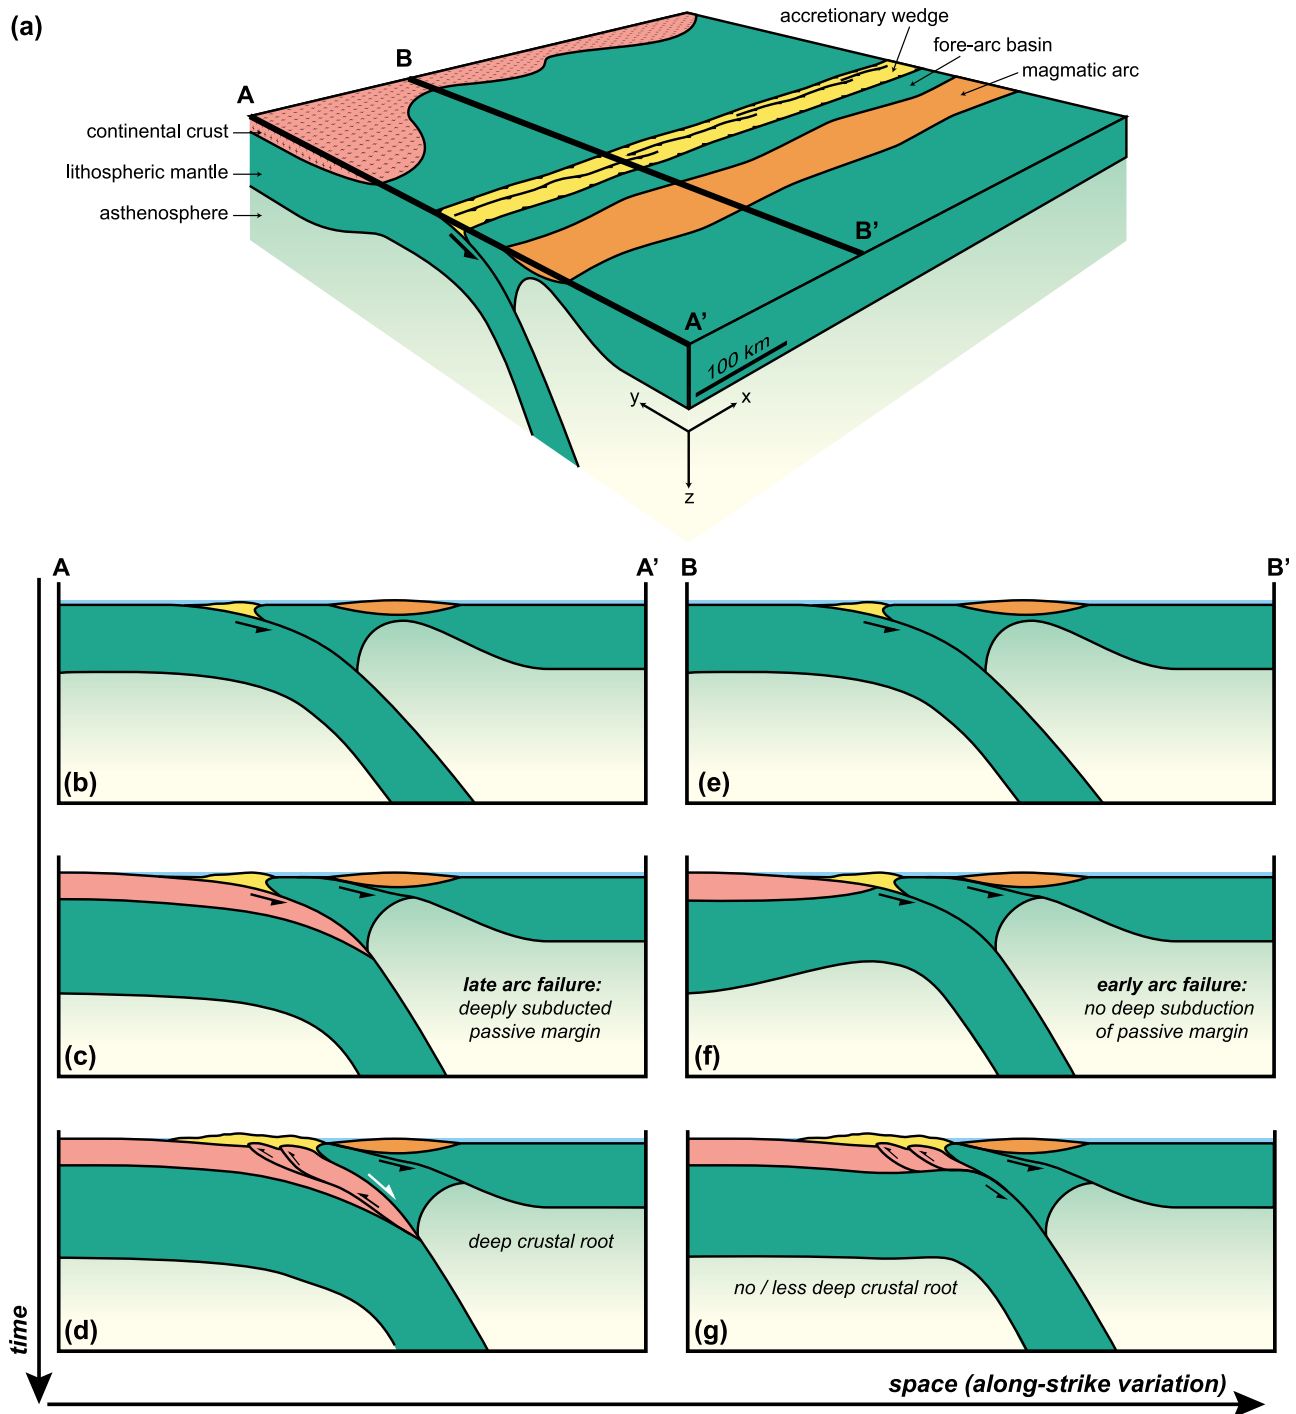 (a)
accretionary wedge
fore-arc basin
magmatic arc
B
A
continental crust
lithospheric mantle
asthenosphere
B’
A’
100 km
y
x
z
A
A’
B
B’
(b)
(e)
late arc failure:
deeply subducted
passive margin
(c)
early arc failure:
no deep subduction
of passive margin
(f)
deep crustal root
(d)
no / less deep crustal root
(g)
time
space (along-strike variation)